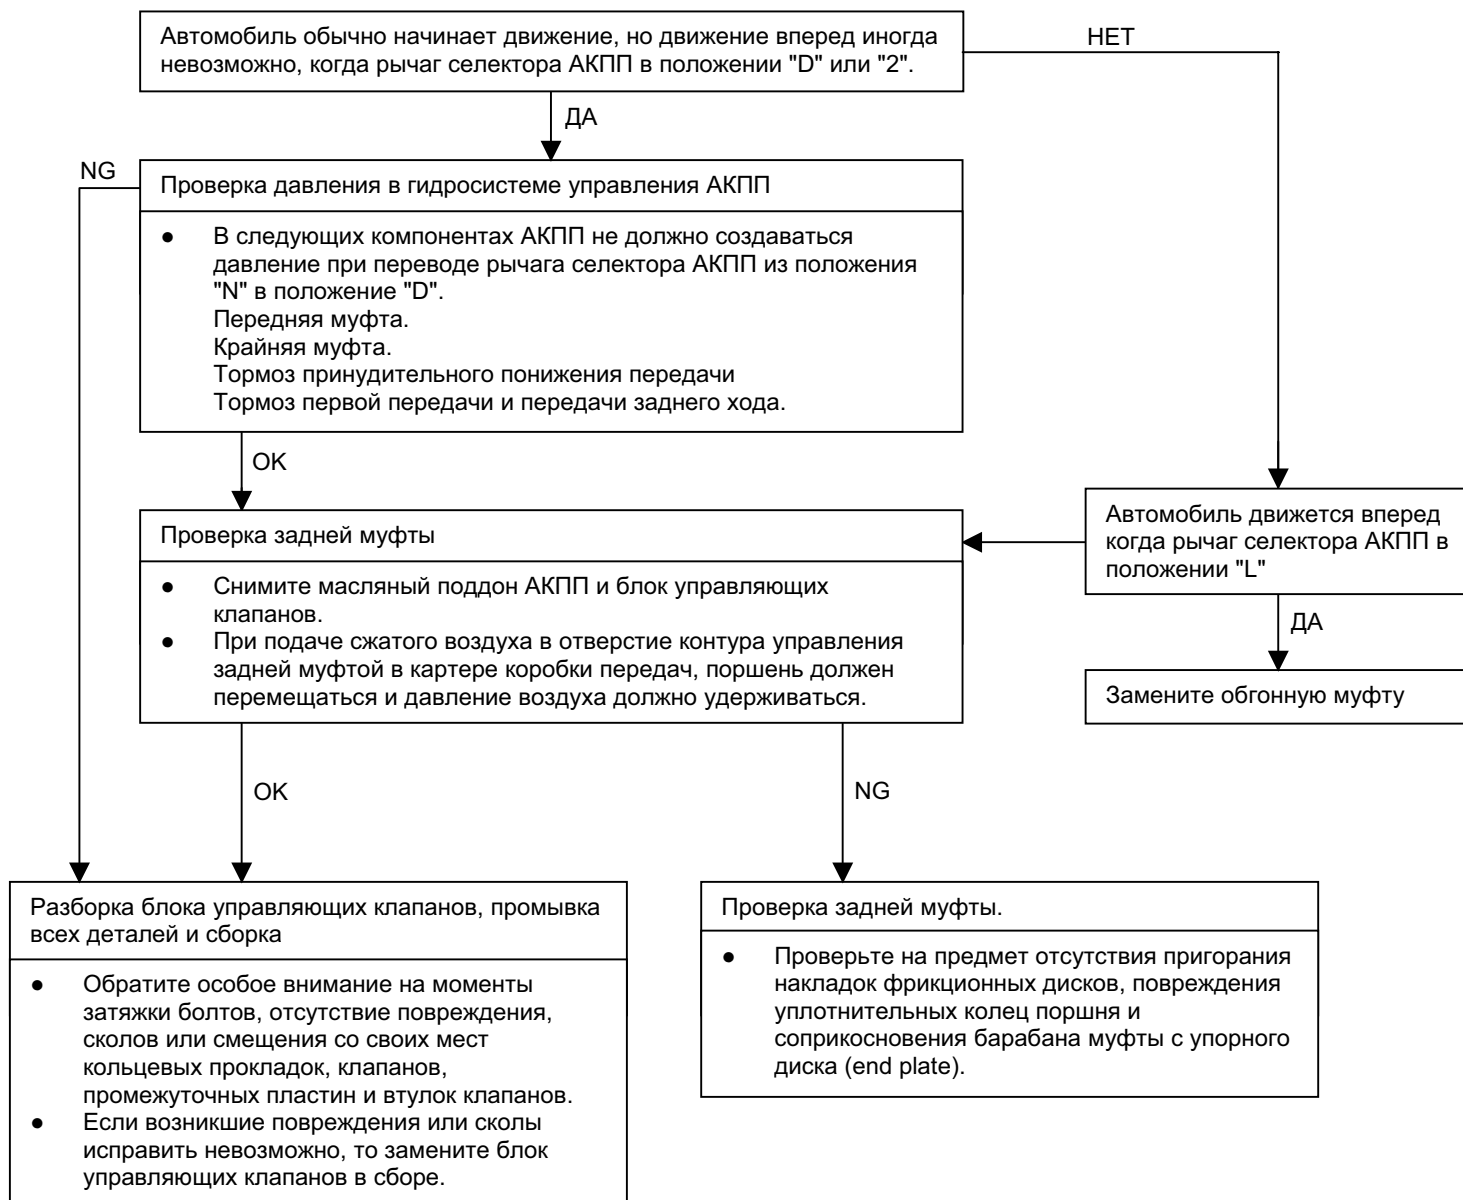 Автомобиль обычно начинает движение, но движение вперед иногда
невозможно, когда рычаг селектора АКПП в положении "D" или "2".
НЕТ
ДА
NG
Проверка давления в гидросистеме управления АКПП
● В следующих компонентах АКПП не должно создаваться
давление при переводе рычага селектора АКПП из положения
"N" в положение "D".
Передняя муфта.
Крайняя муфта.
Тормоз принудительного понижения передачи
Тормоз первой передачи и передачи заднего хода.
OK
Проверка задней муфты
● Снимите масляный поддон АКПП и блок управляющих
клапанов.
● При подаче сжатого воздуха в отверстие контура управления
задней муфтой в картере коробки передач, поршень должен
перемещаться и давление воздуха должно удерживаться.
Автомобиль движется вперед
когда рычаг селектора АКПП в
положении "L"
ДА
Замените обгонную муфту
OK
NG
Разборка блока управляющих клапанов, промывка
всех деталей и сборка
● Обратите особое внимание на моменты
затяжки болтов, отсутствие повреждения,
сколов или смещения со своих мест
кольцевых прокладок, клапанов,
промежуточных пластин и втулок клапанов.
● Если возникшие повреждения или сколы
исправить невозможно, то замените блок
управляющих клапанов в сборе.
Проверка задней муфты.
● Проверьте на предмет отсутствия пригорания
накладок фрикционных дисков, повреждения
уплотнительных колец поршня и
соприкосновения барабана муфты с упорного
диска (end plate).